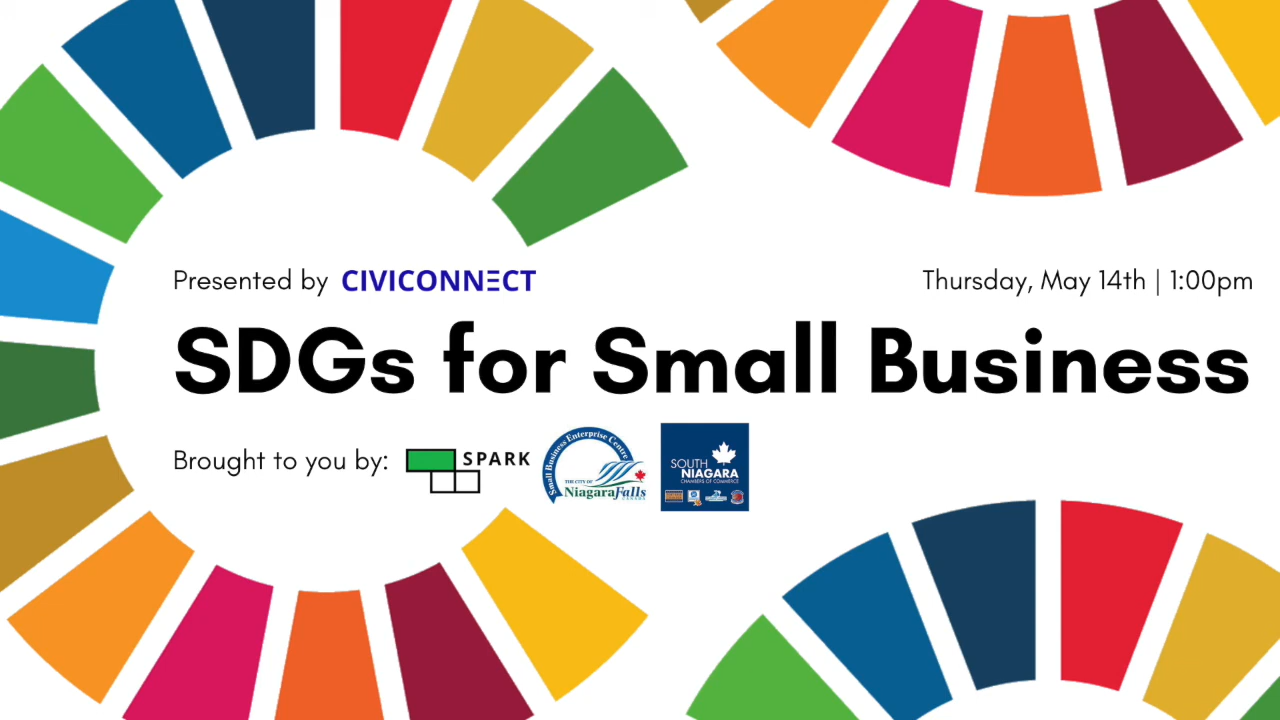 Presented by CIVICONNECT
Thursday, May 14th | 1:00pm
SDGs for Small Business
Brought to you by:
SPARK
Small Business Enterprise Centre
THE CITY OF
NiagaraFalls
SOUTH
NIAGARA
CHAMBERS OF COMMERCE